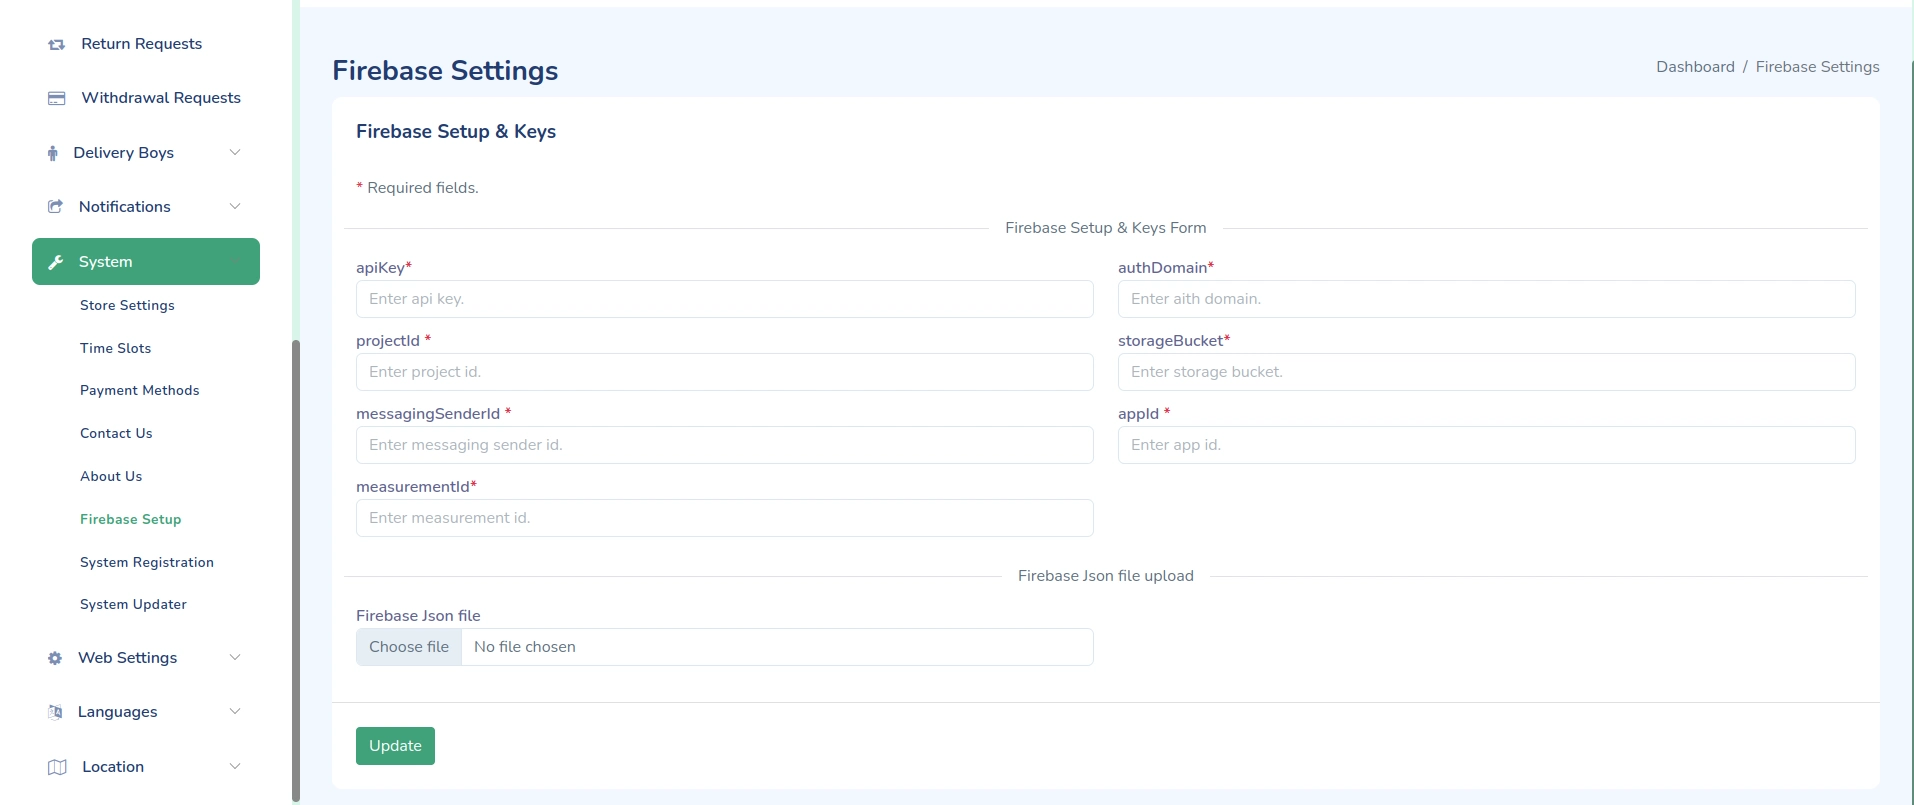 Return Requests
Withdrawal Requests
Delivery Boys
Notifications
System
Store Settings
Time Slots
Payment Methods
Contact Us
About Us
Firebase Setup
System Registration
System Updater
Web Settings
Languages
Location
Firebase Settings
Dashboard / Firebase Settings
Firebase Setup & Keys
* Required fields.
Firebase Setup & Keys Form
apiKey*
Enter api key.
authDomain*
Enter aith domain.
projectId *
Enter project id.
storageBucket*
Enter storage bucket.
messagingSenderId *
Enter messaging sender id.
appId *
Enter app id.
measurementId*
Enter measurement id.
Firebase Json file upload
Firebase Json file
Choose file No file chosen
Update